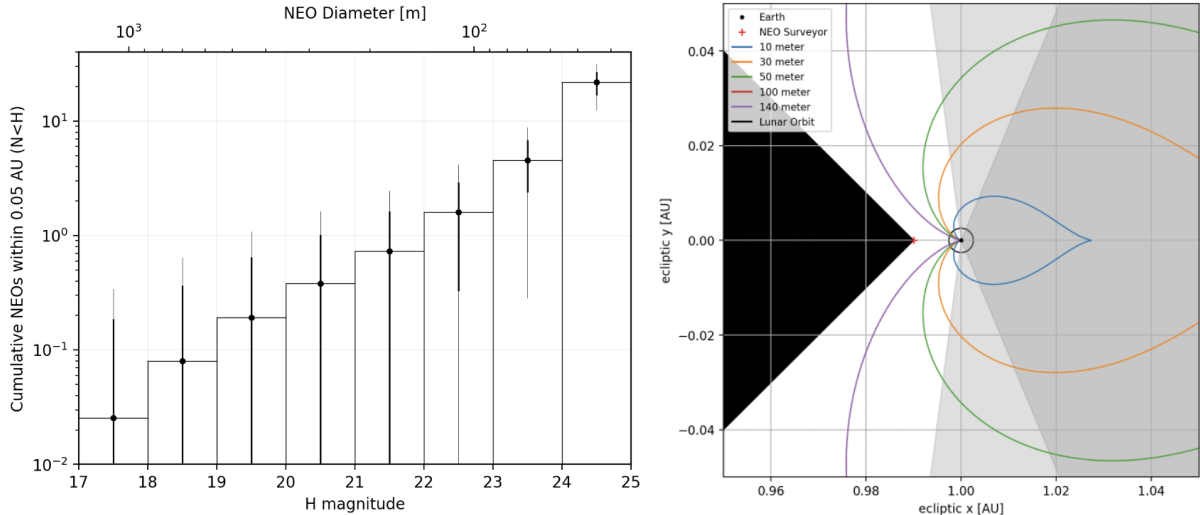 NEO Diameter [m]
10³
10²
Cumulative NEOs within 0.05 AU (N<H)
10¹
10⁰
10⁻¹
10⁻²
17
18
19
20
21
22
23
24
25
H magnitude
Earth
NEO Surveyor
10 meter
30 meter
50 meter
100 meter
140 meter
Lunar Orbit
ecliptic y [AU]
0.04
0.02
0.00
−0.02
−0.04
0.96
0.98
1.00
1.02
1.04
ecliptic x [AU]